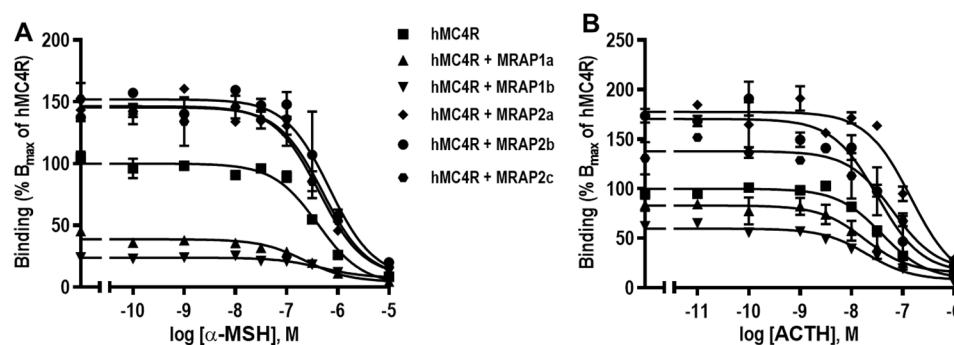 A
Binding (% Bmax of hMC4R)
200
150
100
50
0
-10 -9 -8 -7 -6 -5
log [α-MSH], M
hMC4R
hMC4R + MRAP1a
hMC4R + MRAP1b
hMC4R + MRAP2a
hMC4R + MRAP2b
hMC4R + MRAP2c
B
Binding (% Bmax of hMC4R)
250
200
150
100
50
0
-11 -10 -9 -8 -7 -6
log [ACTH], M